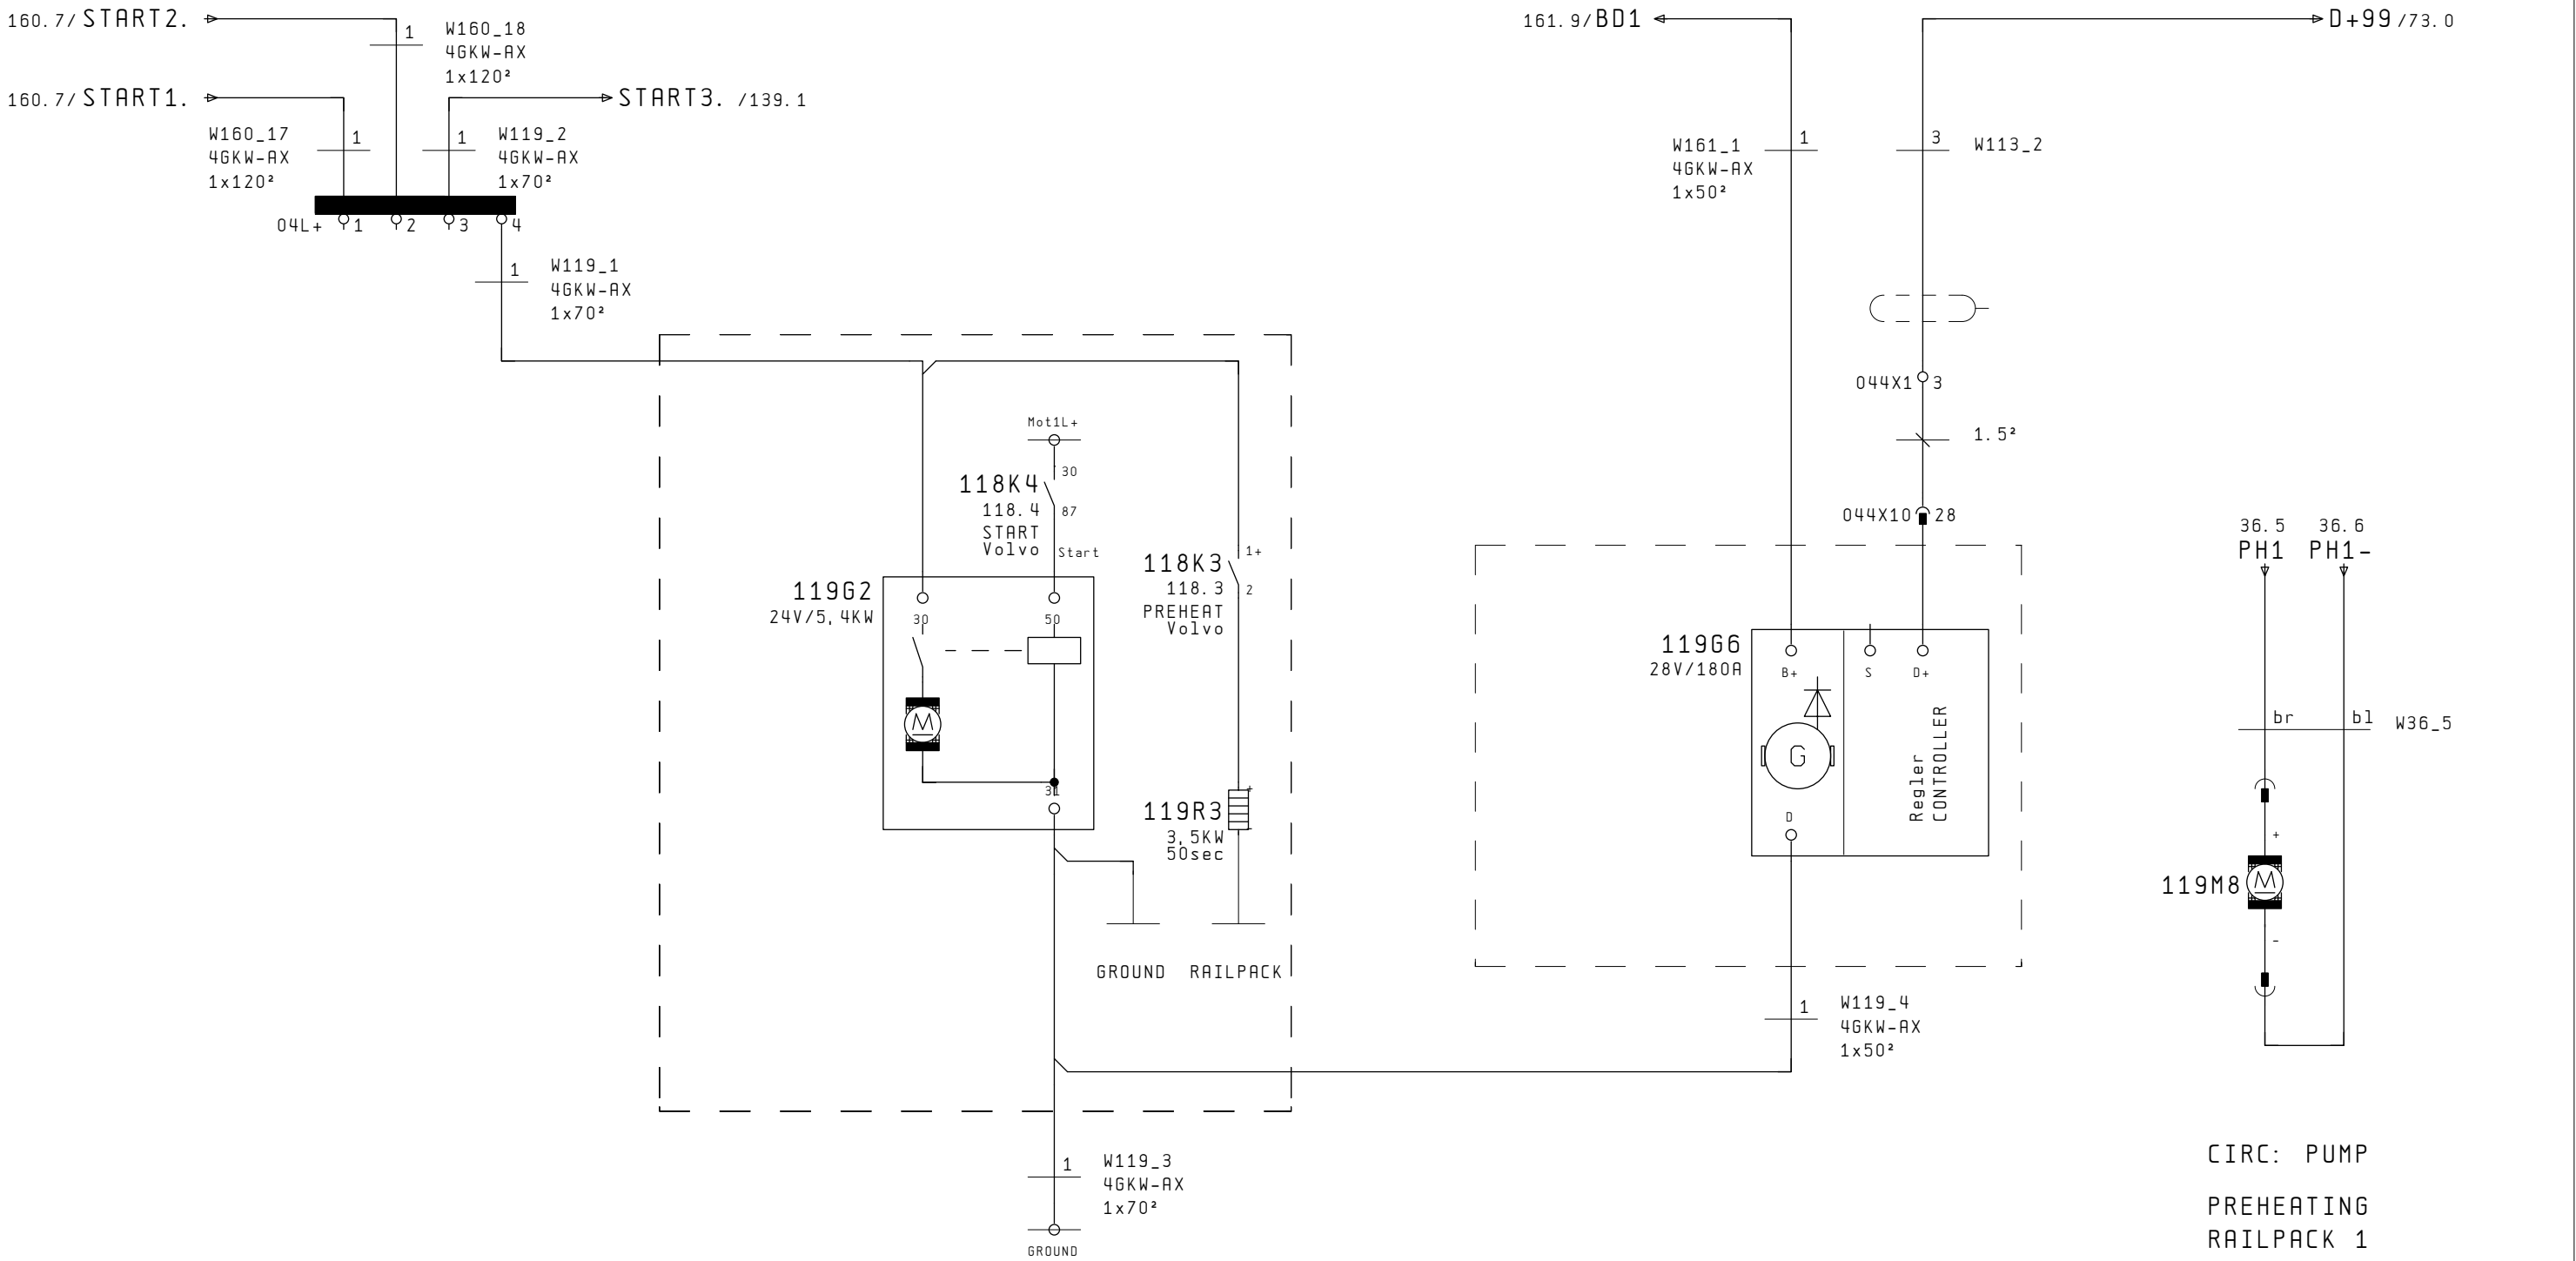 160.7/ START2.
1
W160_18
4GKW-AX
1x120²
160.7/ START1.
START3. /139.1
W160_17
4GKW-AX
1x120²
1
1
W119_2
4GKW-AX
1x70²
04L+ 1 2 3 4
1
W119_1
4GKW-AX
1x70²
161.9/ BD1
D+99 /73.0
W161_1
4GKW-AX
1x50²
1
3
W113_2
044X1 3
1.5²
044X10 28
Mot1L+
30
118K4
118.4
87
START
Volvo
Start
1+
118K3
118.3
2
PREHEAT
Volvo
119G2
24V/5,4KW
30
50
M
31
+
119R3
3,5KW
50sec
-
GROUND RAILPACK
119G6
28V/180A
B+
S
D+
G
Regler
CONTROLLER
D
1
W119_4
4GKW-AX
1x50²
1
W119_3
4GKW-AX
1x70²
GROUND
36.5 36.6
PH1 PH1-
br
bl
W36_5
+
119M8
M
-
CIRC: PUMP
PREHEATING
RAILPACK 1